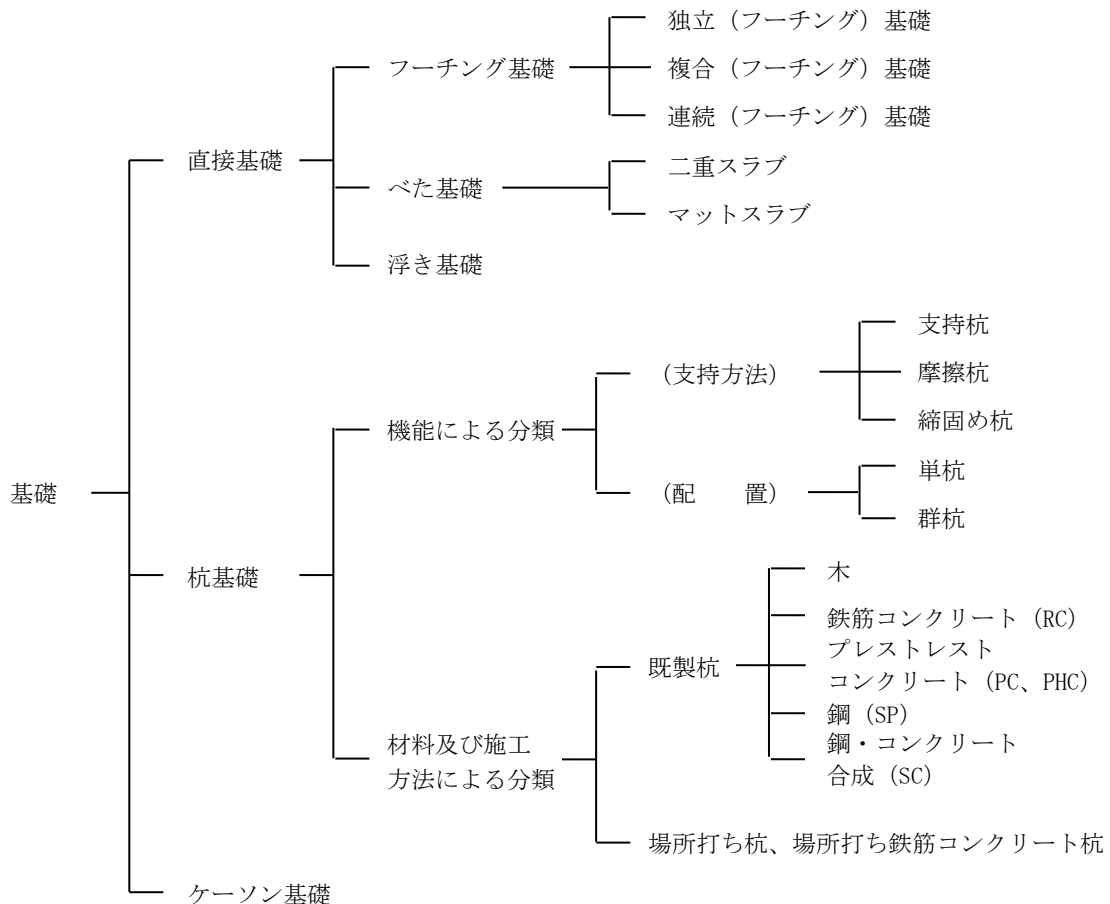 独立（フーチング）基礎
フーチング基礎
複合（フーチング）基礎
連続（フーチング）基礎
直接基礎
二重スラブ
べた基礎
マットスラブ
浮き基礎
支持杭
（支持方法）
摩擦杭
締固め杭
機能による分類
単杭
基礎
（配　　置）
群杭
杭基礎
木
鉄筋コンクリート（RC）
プレストレスト
既製杭
コンクリート（PC、PHC）
鋼（SP）
鋼・コンクリート
合成（SC）
材料及び施工
方法による分類
場所打ち杭、場所打ち鉄筋コンクリート杭
ケーソン基礎